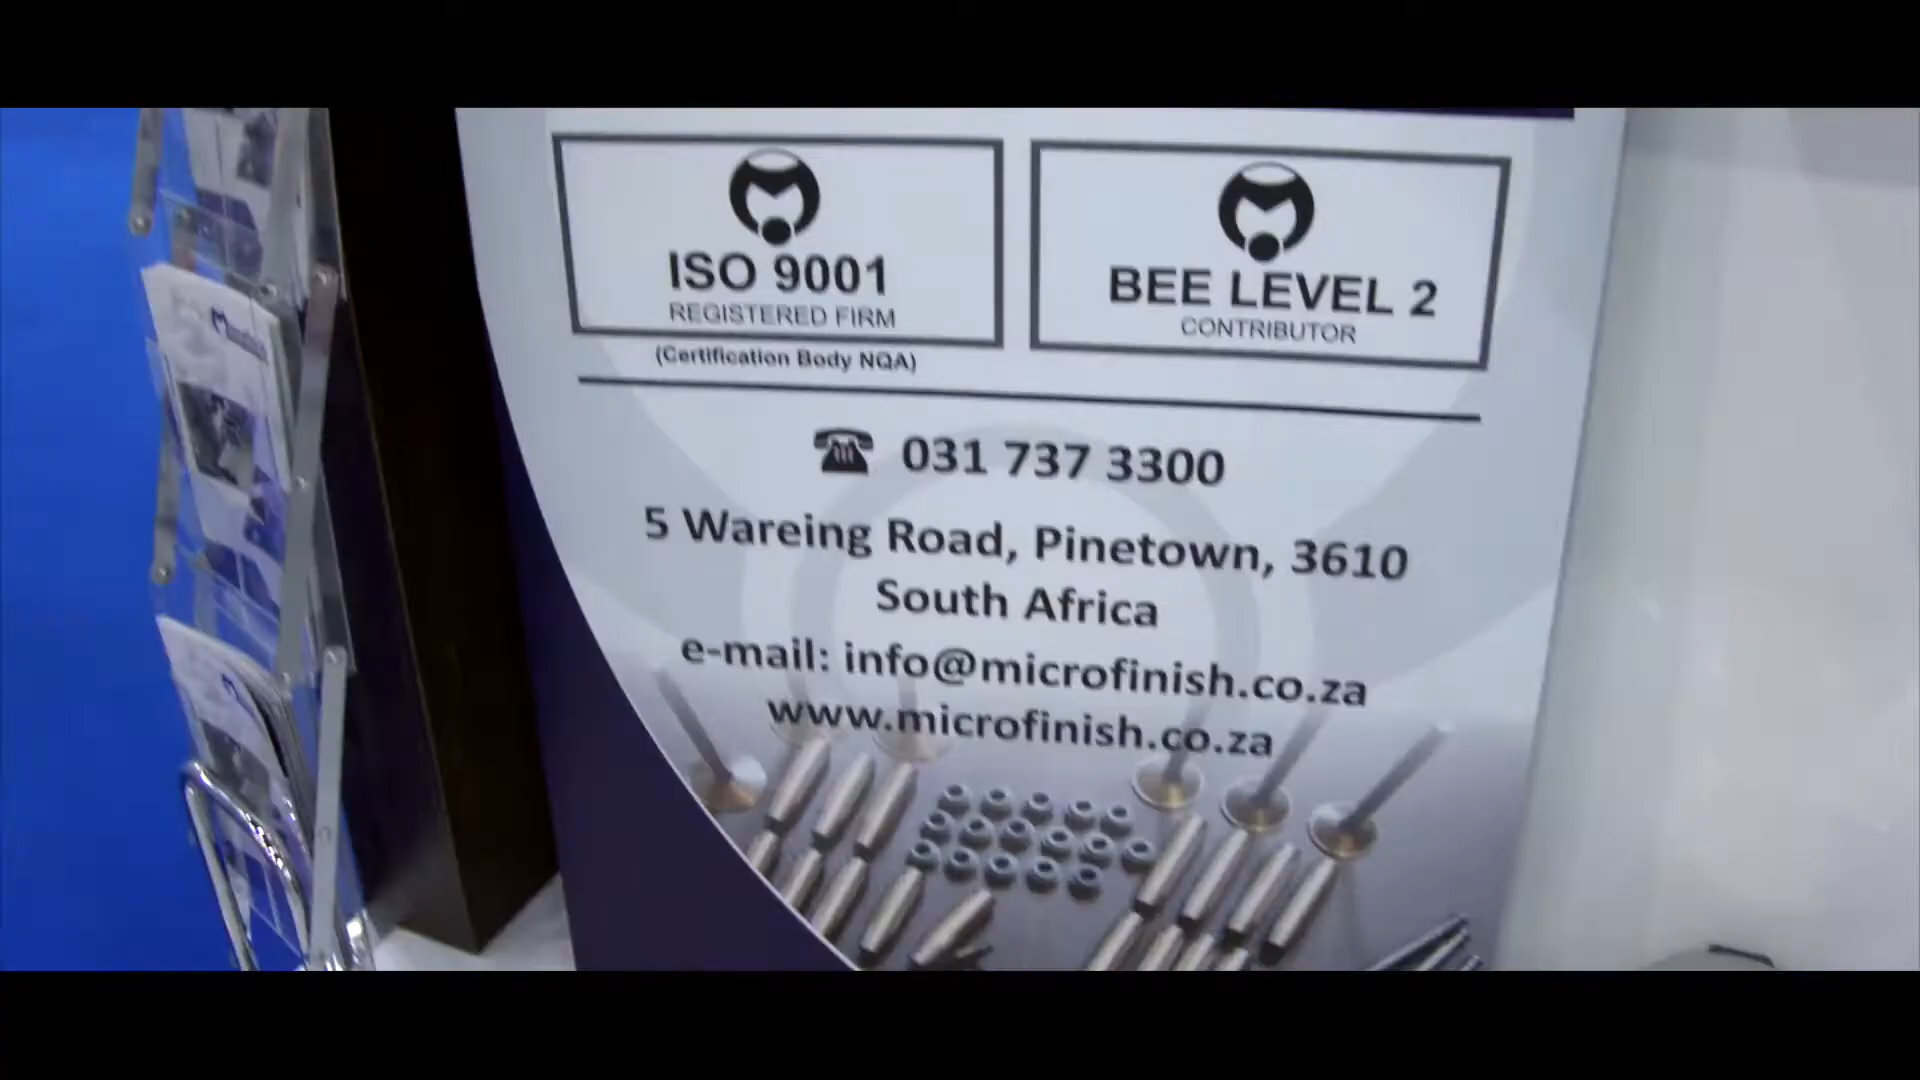 ISO 9001
REGISTERED FIRM
(Certification Body NQA)
BEE LEVEL 2
CONTRIBUTOR
031 737 3300
5 Wareing Road, Pinetown, 3610
South Africa
e-mail: info@microfinish.co.za
www.microfinish.co.za